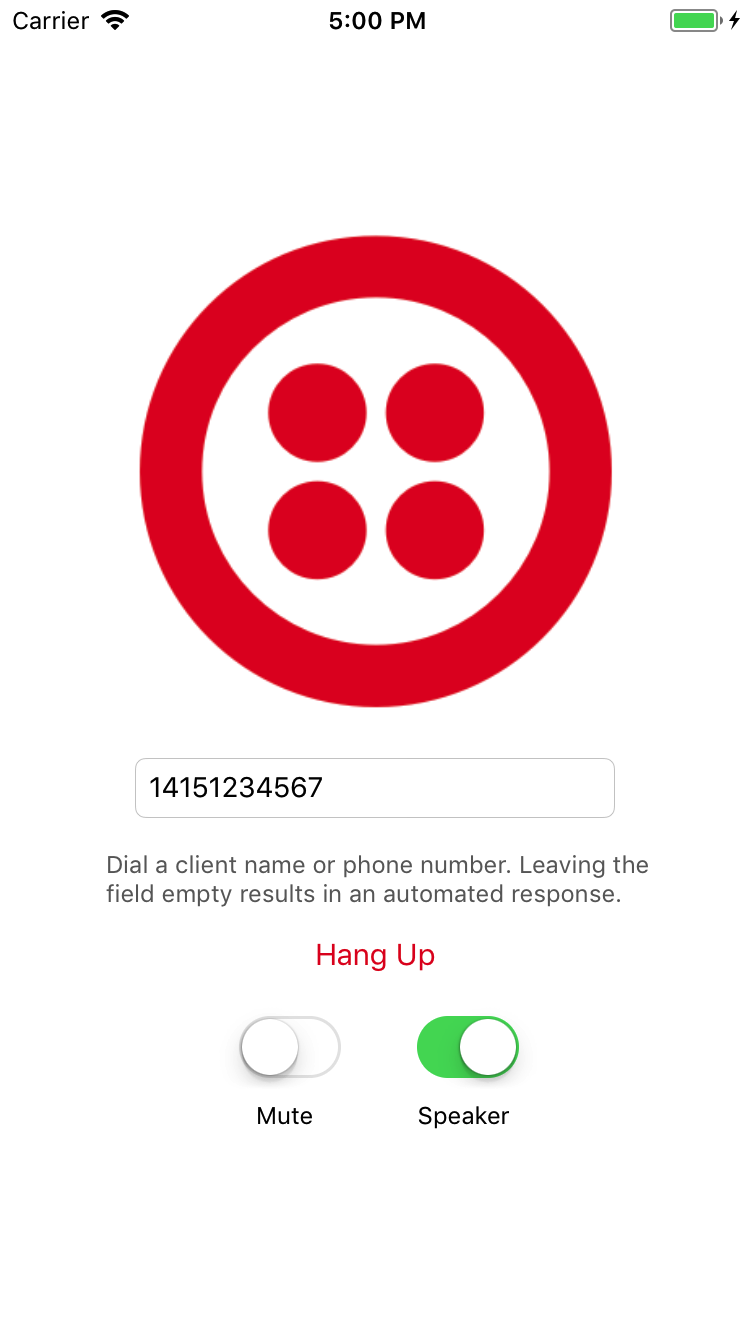 Carrier 5:00 PM
14151234567
Dial a client name or phone number. Leaving the
field empty results in an automated response.
Hang Up
Mute Speaker